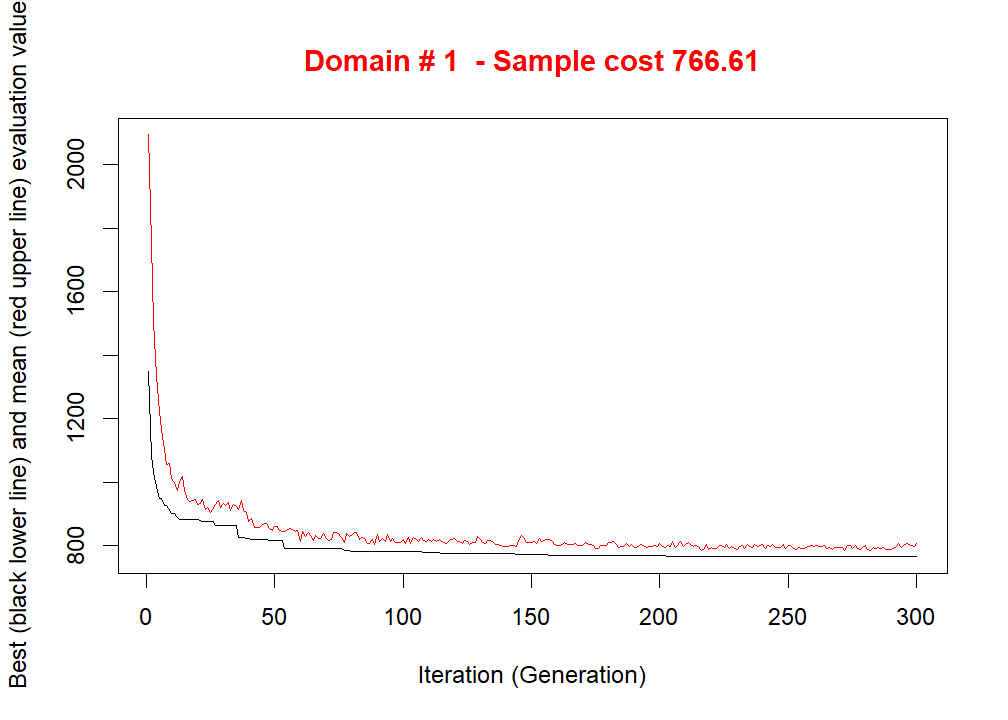 Domain # 1  - Sample cost 766.61
Best (black lower line) and mean (red upper line) evaluation value
2000
1600
1200
800
0 50 100 150 200 250 300
Iteration (Generation)